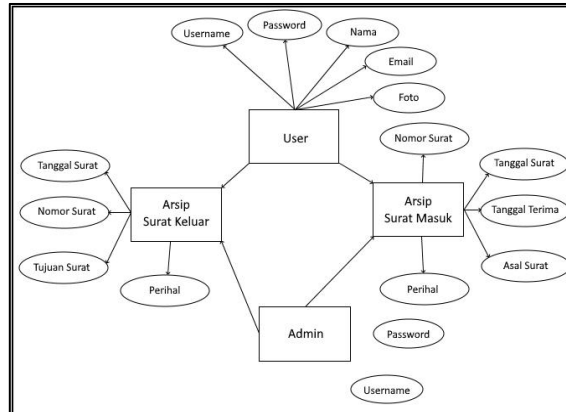 Password
Username
Nama
Email
Foto
User
Nomor Surat
Tanggal Surat
Tanggal Surat
Arsip
Surat Keluar
Arsip
Surat Masuk
Nomor Surat
Tanggal Terima
Tujuan Surat
Asal Surat
Perihal
Perihal
Admin
Password
Username